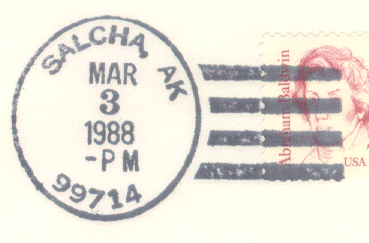 SALCHA, AK
MAR
3
1988
-PM
99714
Abraham Baldwin
USA